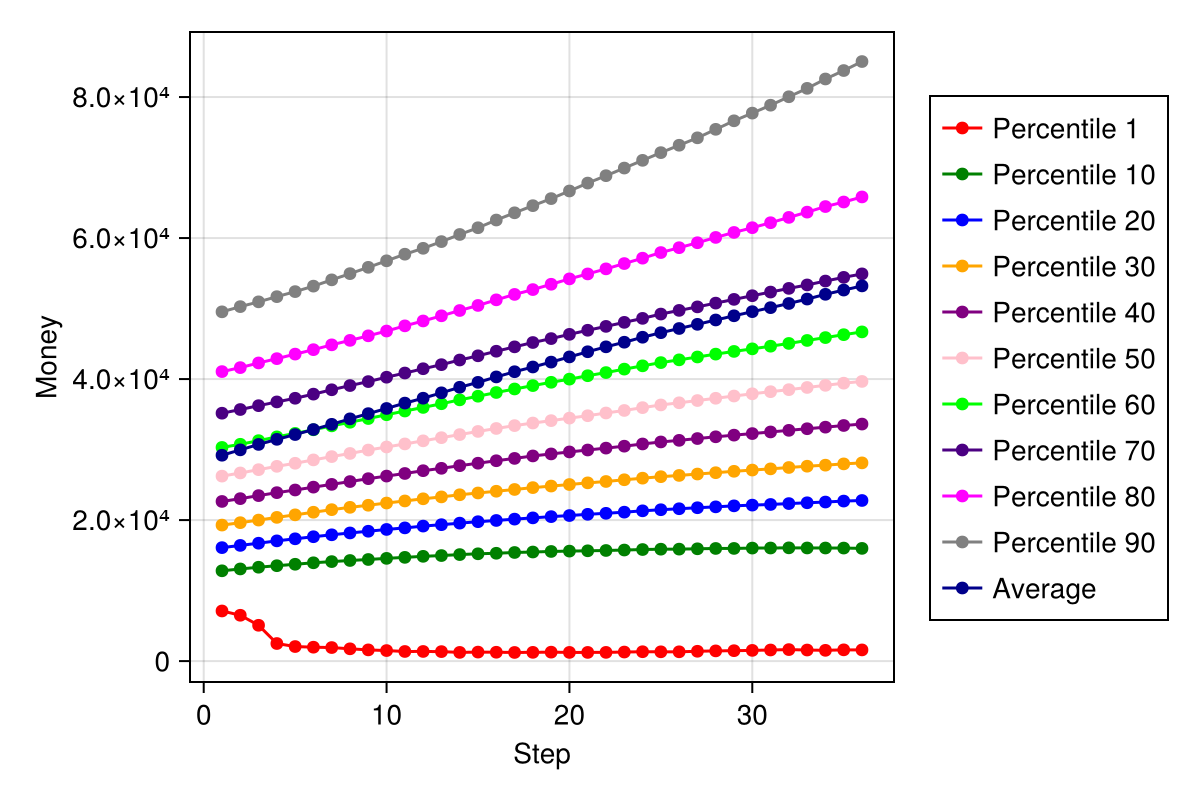 8.0×10⁴
6.0×10⁴
4.0×10⁴
2.0×10⁴
0
Money
0 10 20 30
Step
Percentile 1
Percentile 10
Percentile 20
Percentile 30
Percentile 40
Percentile 50
Percentile 60
Percentile 70
Percentile 80
Percentile 90
Average